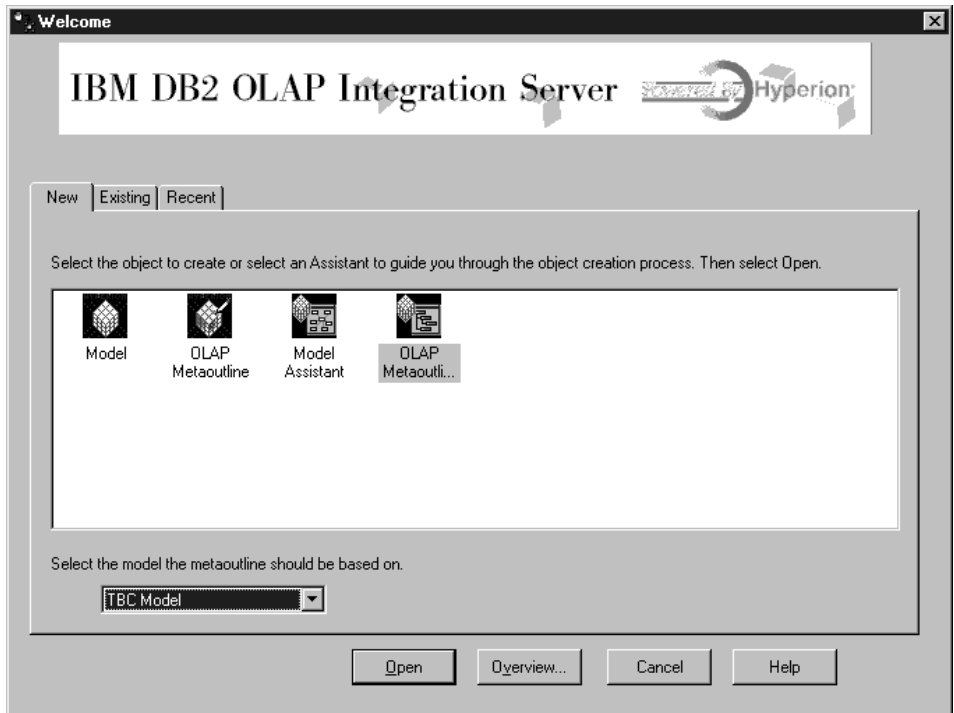 Welcome
IBM DB2 OLAP Integration Server Powered By Hyperion
New Existing Recent
Select the object to create or select an Assistant to guide you through the object creation process. Then select Open.
Model
OLAP Metaoutline
Model Assistant
OLAP Metaoutli...
Select the model the metaoutline should be based on.
TBC Model
Open Overview... Cancel Help